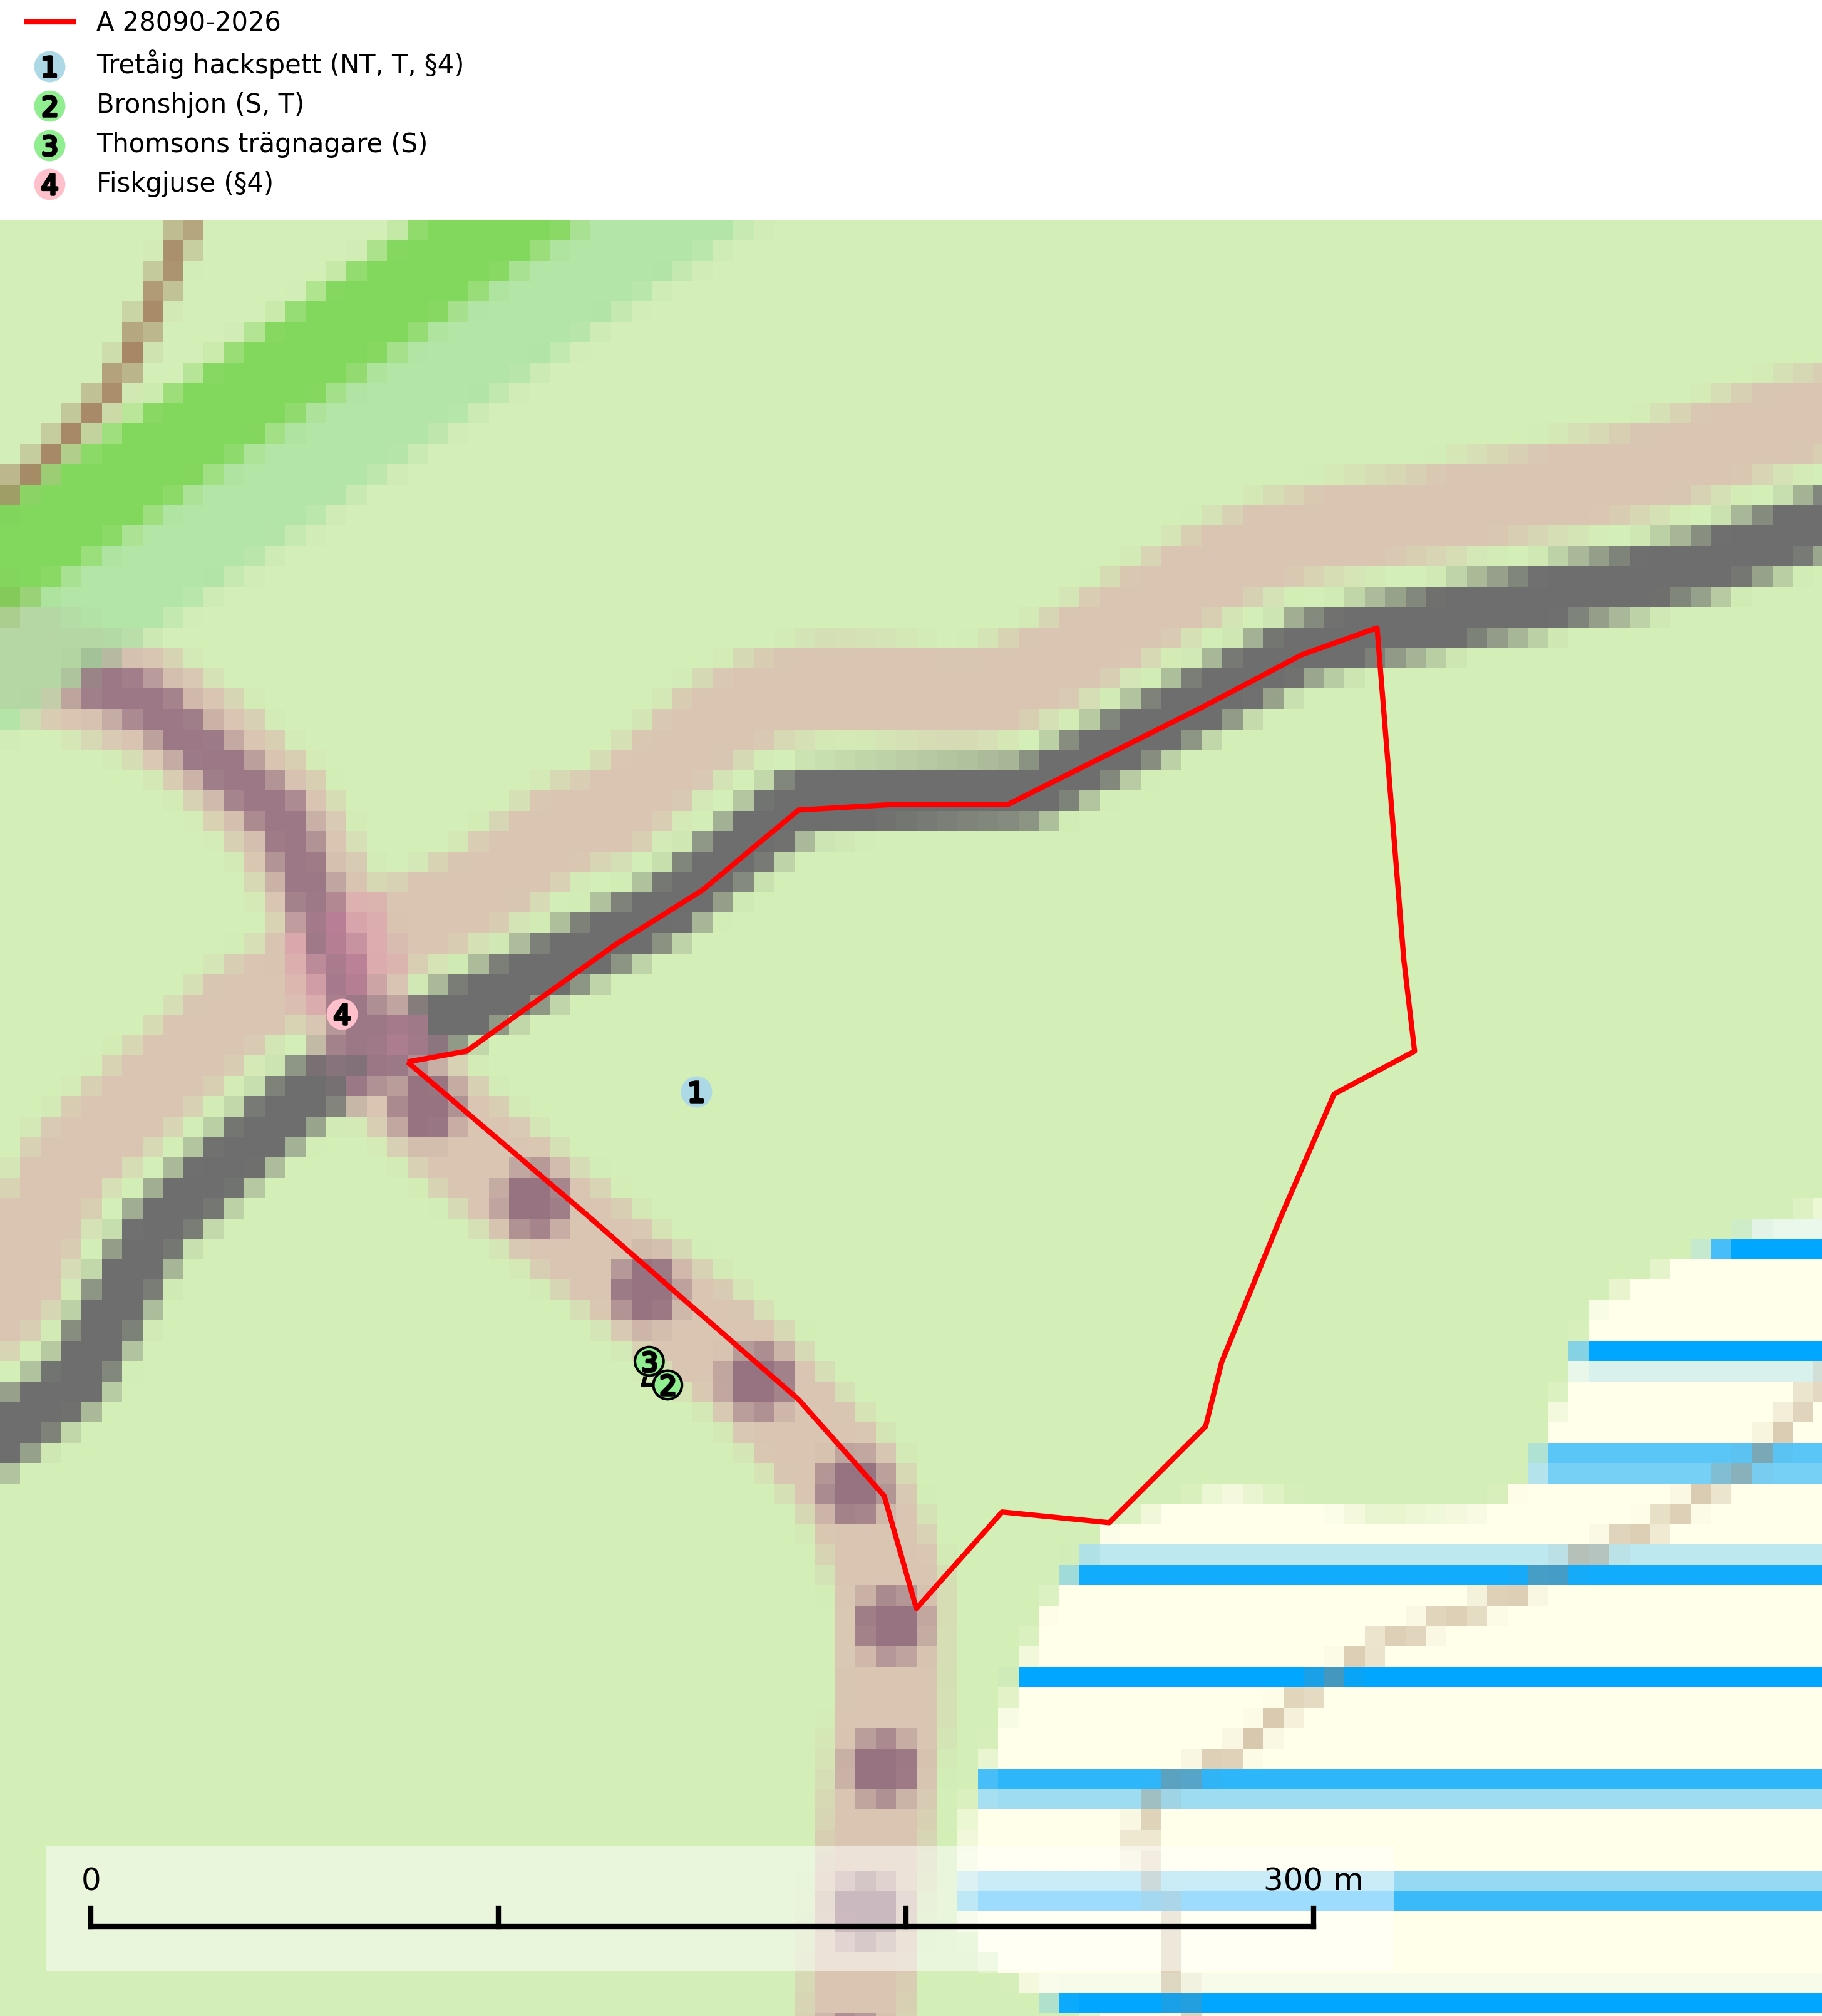 A 28090-2026
1 Tretåig hackspett (NT, T, §4)
2 Bronshjon (S, T)
3 Thomsons trägnagare (S)
4 Fiskgjuse (§4)
4
1
3
2
0 300 m